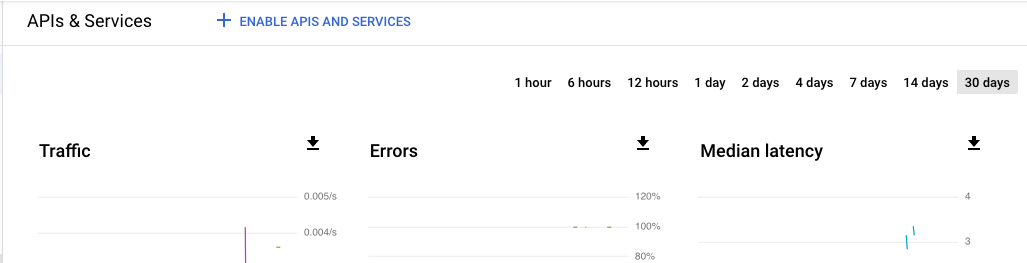 APIs & Services
+ ENABLE APIS AND SERVICES
1 hour 6 hours 12 hours 1 day 2 days 4 days 7 days 14 days 30 days
Traffic Errors Median latency
0.005/s 120% 4
0.004/s 100% 3
80%